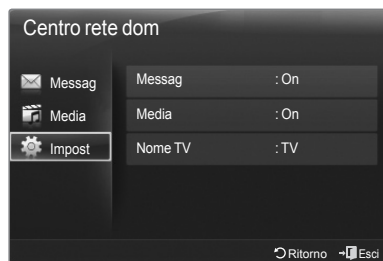 Centro rete dom
Messag
Media
Impost
Messag : On
Media : On
Nome TV : TV
Ritorno Esci